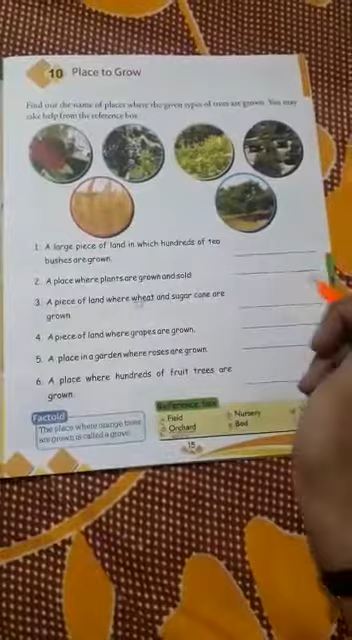 10 Place to Grow
Find out the name of places where the given types of trees are grown. You may
take help from the reference box.
1. A large piece of land in which hundreds of tea
bushes are grown.
2. A place where plants are grown and sold.
3. A piece of land where wheat and sugar cane are
grown.
4. A piece of land where grapes are grown.
5. A place in a garden where roses are grown.
6. A place where hundreds of fruit trees are
grown.
Factoid
The place where orange trees
are grown is called a grove.
Reference Box
Field
Nursery
Orchard
Bed
15